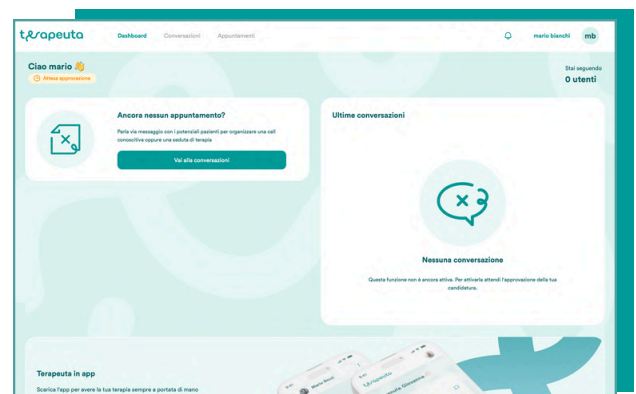 terapeuta
Dashboard
Conversazioni
Appuntamenti
mario bianchi
mb
Ciao mario
Attesa approvazione
Stai seguendo
0 utenti
Ancora nessun appuntamento?
Parla via messaggio con i potenziali pazienti per organizzare una call
conoscitiva oppure una seduta di terapia
Vai alle conversazioni
Ultime conversazioni
Nessuna conversazione
Questa funzione non è ancora attiva. Per attivarla attendi l'approvazione della tua
candidatura.
Terapeuta in app
Scarica l'app per avere la tua terapia sempre a portata di mano
Mario Rossi
terapeuta